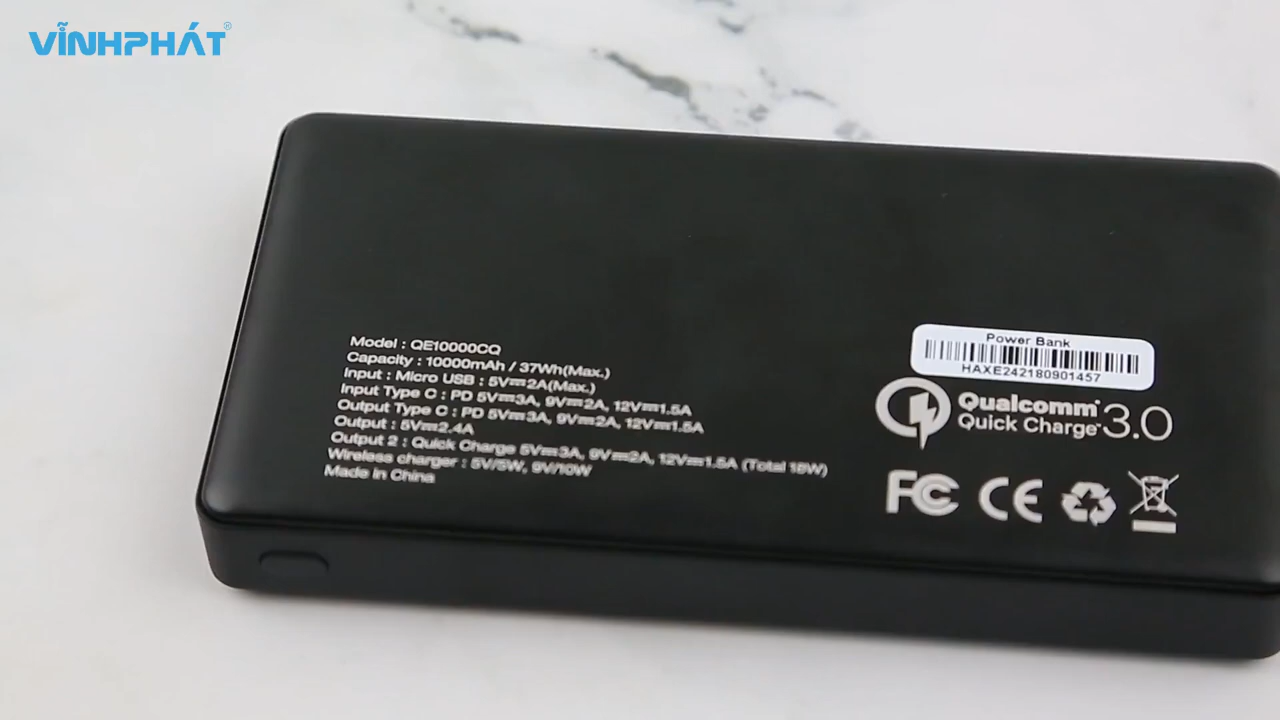 VĨNHPHÁT®
Model : QE10000CQ
Capacity : 10000mAh / 37Wh(Max.)
Input : Micro USB : 5V⎓2A(Max.)
Input Type C : PD 5V⎓3A, 9V⎓2A, 12V⎓1.5A
Output Type C : PD 5V⎓3A, 9V⎓2A, 12V⎓1.5A
Output : 5V⎓2.4A
Output 2 : Quick Charge 5V⎓3A, 9V⎓2A, 12V⎓1.5A (Total 18W)
Wireless charger : 5V/5W, 9V/10W
Made in China
Power Bank
HAXE242180901457
Qualcomm
Quick Charge 3.0
FC CE